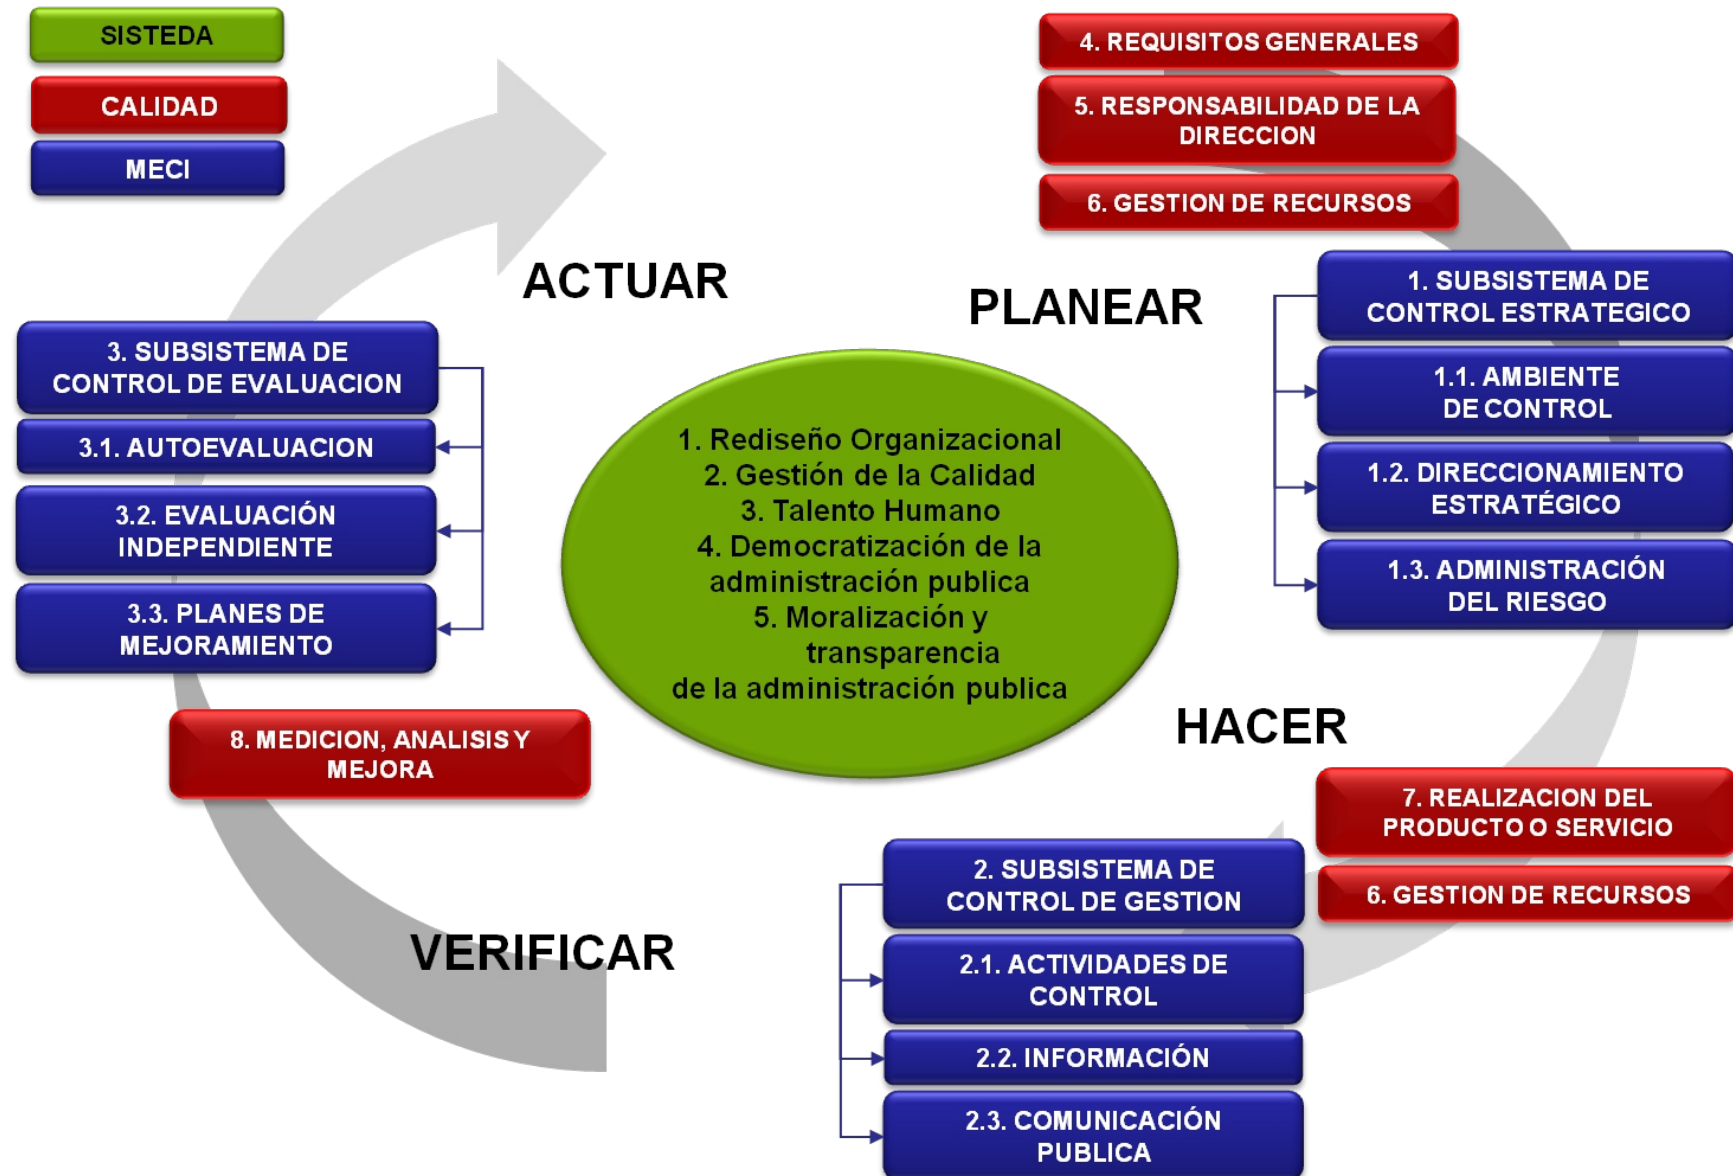 SISTEDA
CALIDAD
MECI
4. REQUISITOS GENERALES
5. RESPONSABILIDAD DE LA
DIRECCION
6. GESTION DE RECURSOS
ACTUAR
PLANEAR
1. SUBSISTEMA DE
CONTROL ESTRATEGICO
1.1. AMBIENTE
DE CONTROL
1.2. DIRECCIONAMIENTO
ESTRATÉGICO
1.3. ADMINISTRACIÓN
DEL RIESGO
3. SUBSISTEMA DE
CONTROL DE EVALUACION
3.1. AUTOEVALUACION
3.2. EVALUACIÓN
INDEPENDIENTE
3.3. PLANES DE
MEJORAMIENTO
1. Rediseño Organizacional
2. Gestión de la Calidad
3. Talento Humano
4. Democratización de la
administración publica
5. Moralización y
transparencia
de la administración publica
HACER
8. MEDICION, ANALISIS Y
MEJORA
7. REALIZACION DEL
PRODUCTO O SERVICIO
6. GESTION DE RECURSOS
VERIFICAR
2. SUBSISTEMA DE
CONTROL DE GESTION
2.1. ACTIVIDADES DE
CONTROL
2.2. INFORMACIÓN
2.3. COMUNICACIÓN
PUBLICA